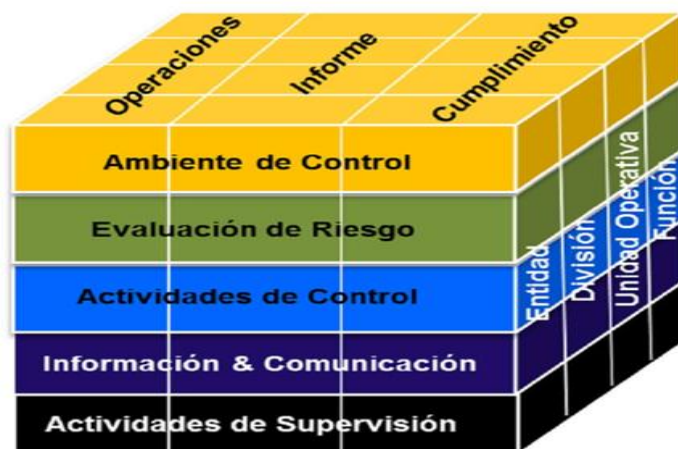 Operaciones
Informe
Cumplimiento
Ambiente de Control
Evaluación de Riesgo
Actividades de Control
Información & Comunicación
Actividades de Supervisión
Entidad
División
Unidad Operativa
Función